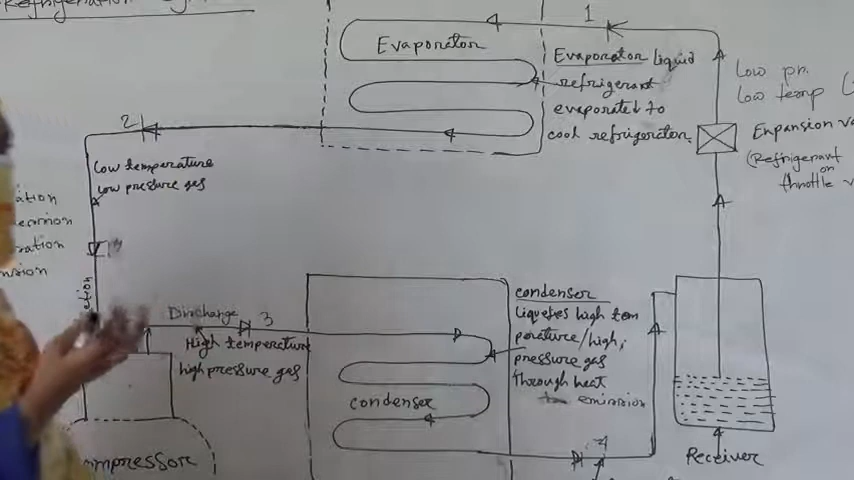 Refrigeration
1
Evaporator
Evaporator liquid
refrigerant
evaporated to
cool refrigerator
Low pr.
Low temp
Expansion
(Refrigerant
on
throttle
2
Low temperature
Low pressure gas
Discharge
3
High temperature
high pressure gas
condenser
liquefies high tem
perature/high,
pressure gas
through heat
emission
condenser
4
Receiver
mpressor